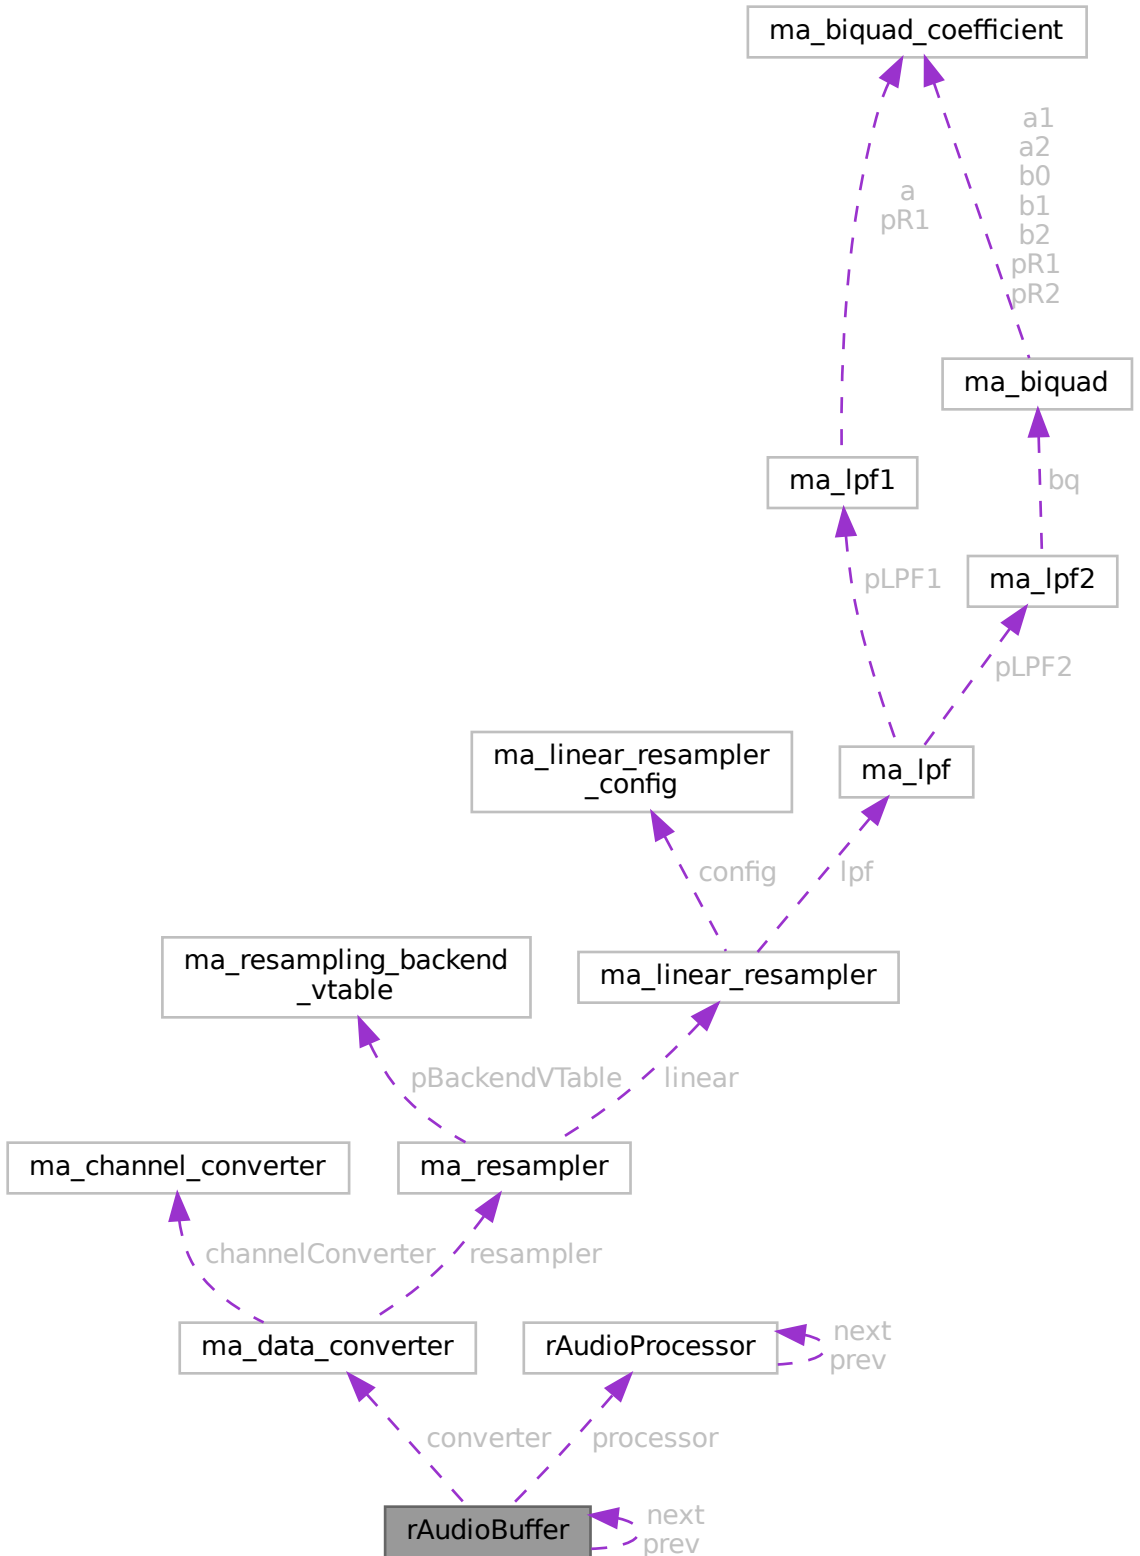 ma_biquad_coefficient
a1
a2
b0
b1
b2
pR1
pR2
a
pR1
ma_biquad
ma_lpf1
bq
pLPF1
ma_lpf2
pLPF2
ma_linear_resampler
_config
ma_lpf
config
lpf
ma_resampling_backend
_vtable
ma_linear_resampler
pBackendVTable
linear
ma_channel_converter
ma_resampler
channelConverter
resampler
ma_data_converter
rAudioProcessor
next
prev
converter
processor
rAudioBuffer
next
prev